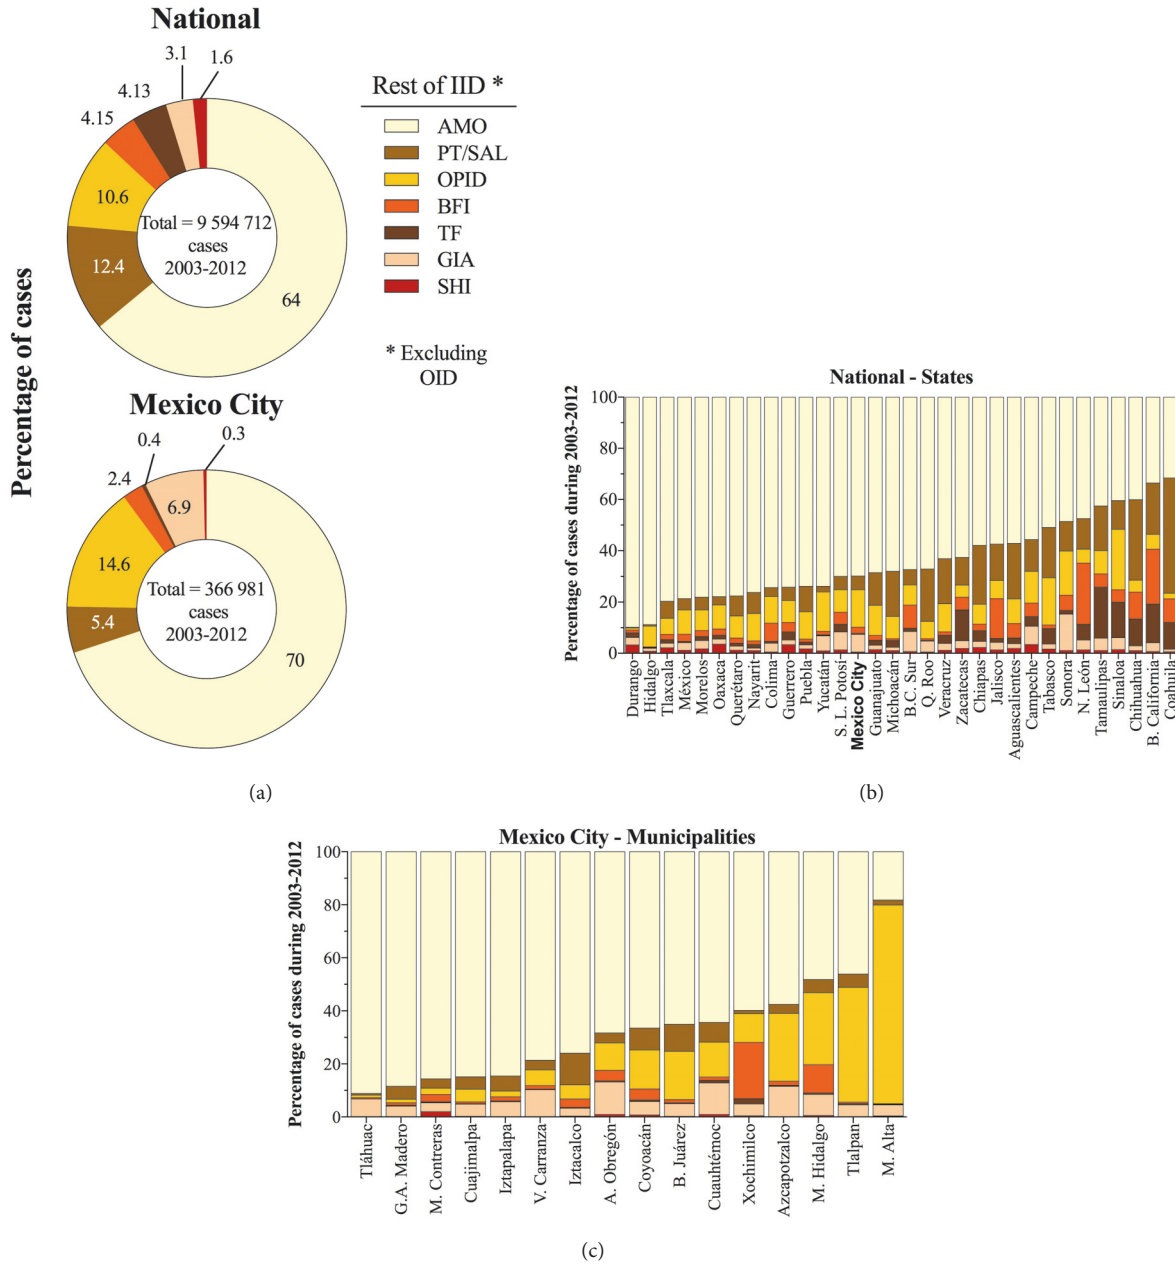 National
3.1
1.6
4.13
4.15
10.6
12.4
64
Total = 9 594 712
cases
2003-2012
Rest of IID *
AMO
PT/SAL
OPID
BFI
TF
GIA
SHI
* Excluding
OID
Percentage of cases
Mexico City
0.4
0.3
2.4
6.9
14.6
5.4
70
Total = 366 981
cases
2003-2012
(a)
National - States
Percentage of cases during 2003-2012
100
80
60
40
20
0
Durango
Hidalgo
Tlaxcala
México
Morelos
Oaxaca
Querétaro
Nayarit
Colima
Guerrero
Puebla
Yucatán
S. L. Potosí
Mexico City
Guanajuato
Michoacán
B.C. Sur
Q. Roo
Veracruz
Zacateccas
Chiapas
Jalisco
Aguascalientes
Campeche
Tabasco
Sonora
N. León
Tamaulipas
Sinaloa
Chihuahua
B. California
Coahuila
(b)
Mexico City - Municipalities
Percentage of cases during 2003-2012
100
80
60
40
20
0
Tláhuac
G.A. Madero
M. Contreras
Cuajimalpa
Iztapalapa
V. Carranza
Iztacalco
A. Obregón
Coyoacán
B. Juárez
Cuauhtémoc
Xochimilco
Azcapotzalco
M. Hidalgo
Tlalpan
M. Alta
(c)